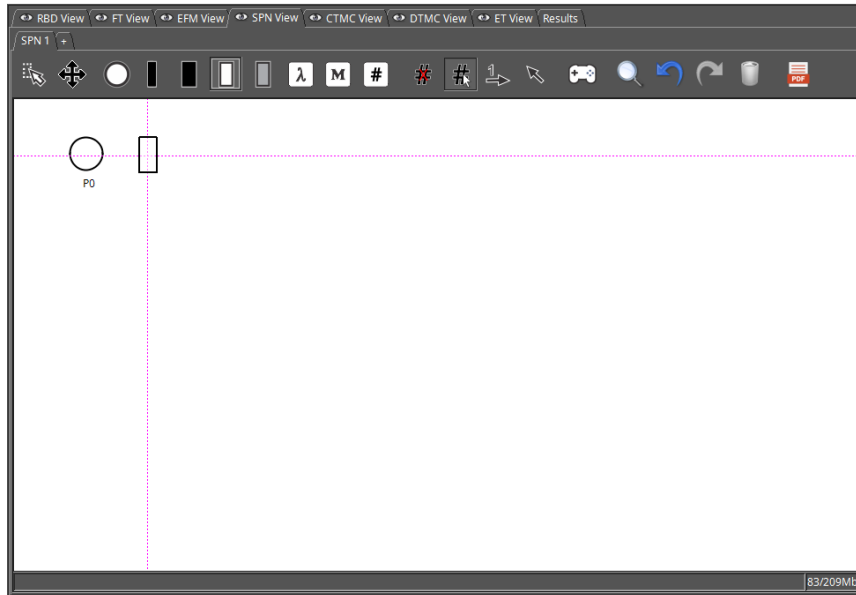 RBD View FT View EFM View SPN View CTMC View DTMC View ET View Results
SPN 1 +
λ M # # # 1 PDF
P0
83/209Mb